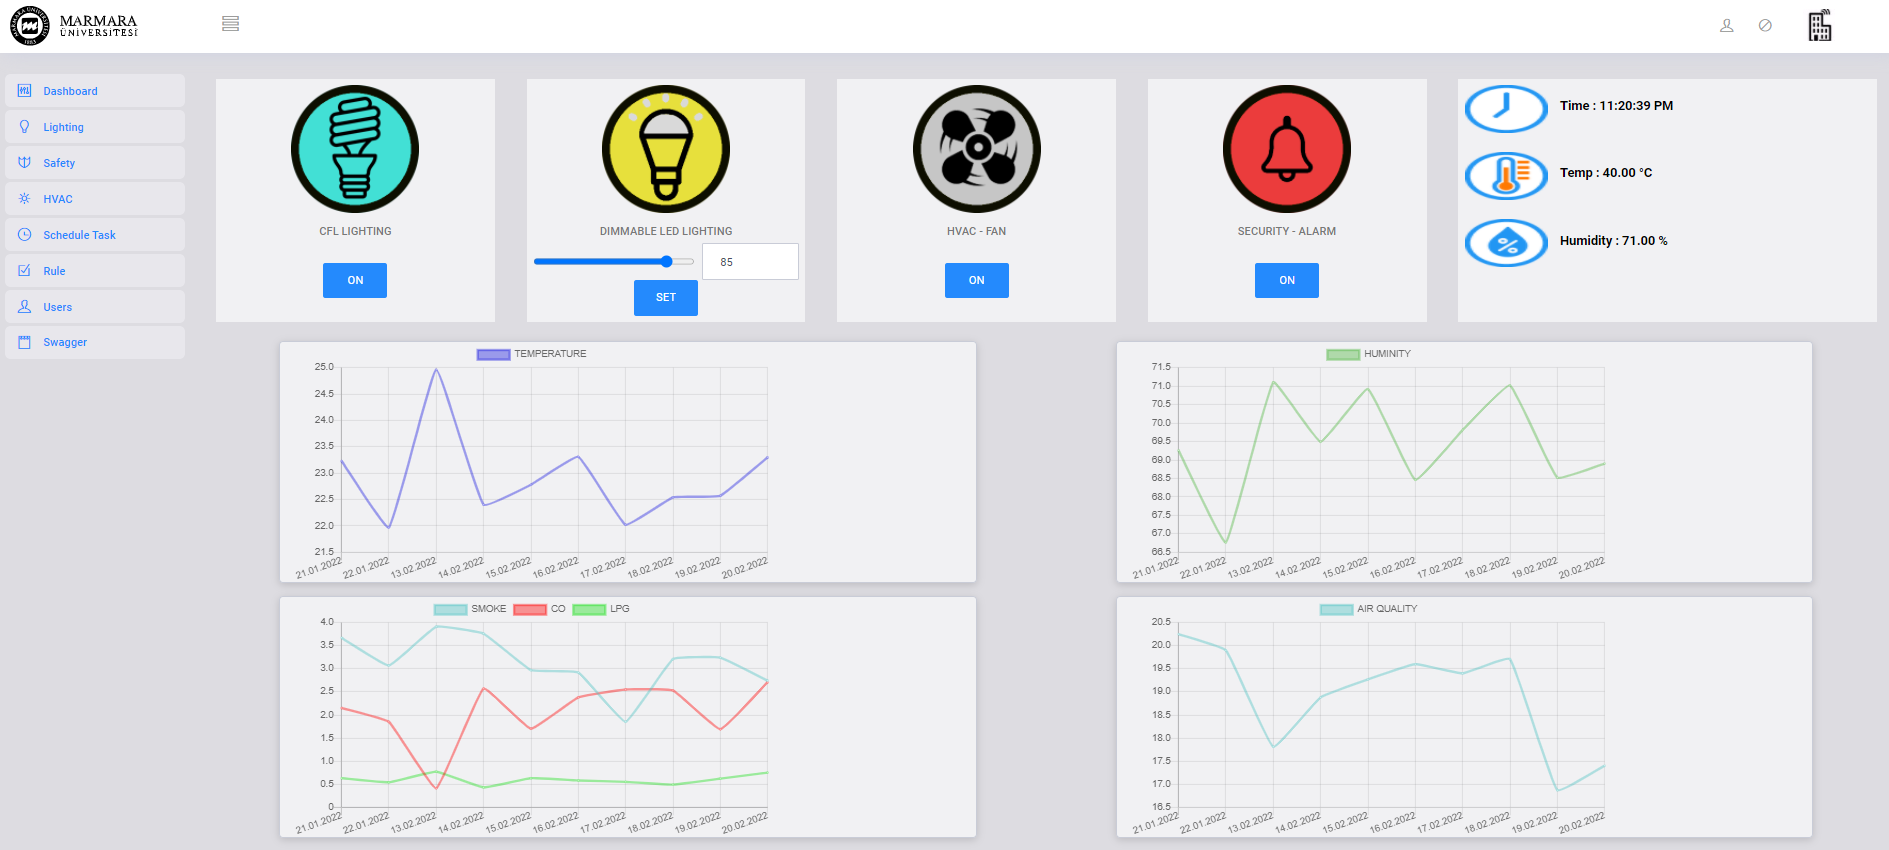 MARMARA
ÜNİVERSİTESİ
Dashboard
Lighting
Safety
HVAC
Schedule Task
Rule
Users
Swagger
CFL LIGHTING
ON
DIMMABLE LED LIGHTING
85
SET
HVAC - FAN
ON
SECURITY - ALARM
ON
Time : 11:20:39 PM
Temp : 40.00 °C
%
Humidity : 71.00 %
TEMPERATURE
25.0
24.5
24.0
23.5
23.0
22.5
22.0
21.5
21.01.2022 22.01.2022 13.02.2022 14.02.2022 15.02.2022 16.02.2022 17.02.2022 18.02.2022 19.02.2022 20.02.2022
HUMINITY
71.5
71.0
70.5
70.0
69.5
69.0
68.5
68.0
67.5
67.0
66.5
21.01.2022 22.01.2022 13.02.2022 14.02.2022 15.02.2022 16.02.2022 17.02.2022 18.02.2022 19.02.2022 20.02.2022
SMOKE CO LPG
4.0
3.5
3.0
2.5
2.0
1.5
1.0
0.5
0
21.01.2022 22.01.2022 13.02.2022 14.02.2022 15.02.2022 16.02.2022 17.02.2022 18.02.2022 19.02.2022 20.02.2022
AIR QUALITY
20.5
20.0
19.5
19.0
18.5
18.0
17.5
17.0
16.5
21.01.2022 22.01.2022 13.02.2022 14.02.2022 15.02.2022 16.02.2022 17.02.2022 18.02.2022 19.02.2022 20.02.2022